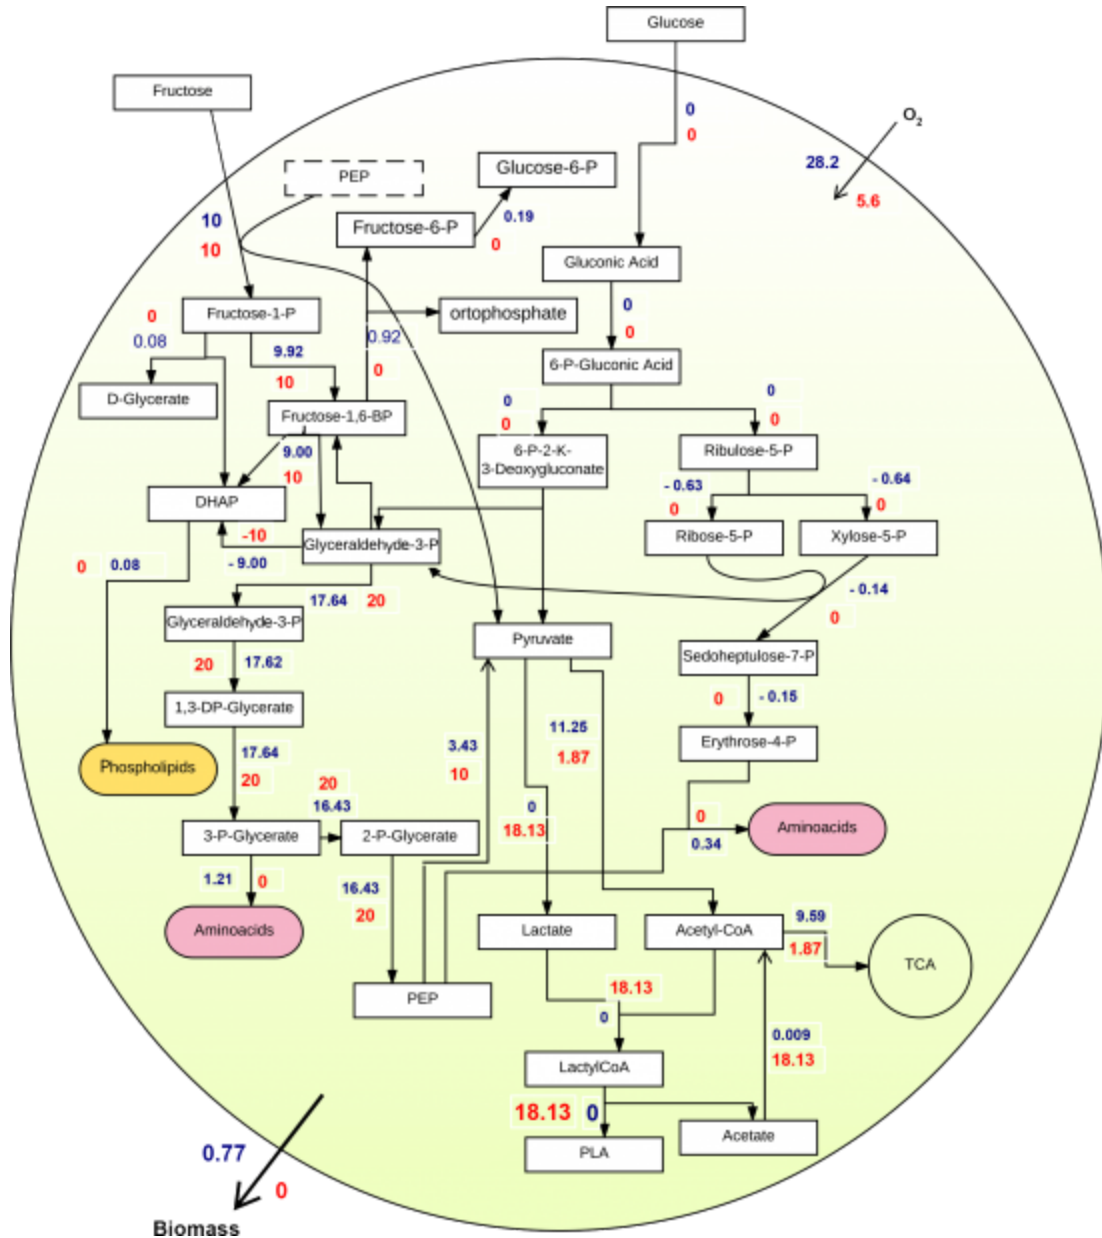 Glucose
Fructose
0
0
O2
28.2
5.6
PEP
Glucose-6-P
10
10
Fructose-6-P
0.19
0
Gluconic Acid
Fructose-1-P
ortophosphate
0
0
0
0.08
0.92
0
9.92
10
6-P-Gluconic Acid
D-Glycerate
0
0
0
0
Fructose-1,6-BP
9.00
10
6-P-2-K-
3-Deoxygluconate
Ribulose-5-P
- 0.63
0
- 0.64
0
DHAP
-10
- 9.00
Glyceraldehyde-3-P
Ribose-5-P
Xylose-5-P
0
0.08
17.64
20
- 0.14
0
Glyceraldehyde-3-P
Pyruvate
Sedoheptulose-7-P
20
17.62
0
- 0.15
1,3-DP-Glycerate
11.25
1.87
Erythrose-4-P
Phospholipids
17.64
20
3.43
10
20
16.43
0
18.13
0
0.34
Aminoacids
3-P-Glycerate
2-P-Glycerate
1.21
0
16.43
20
Aminoacids
Lactate
Acetyl-CoA
9.59
1.87
TCA
PEP
18.13
0
0.009
18.13
LactylCoA
18.13
0
Acetate
PLA
0.77
0
Biomass